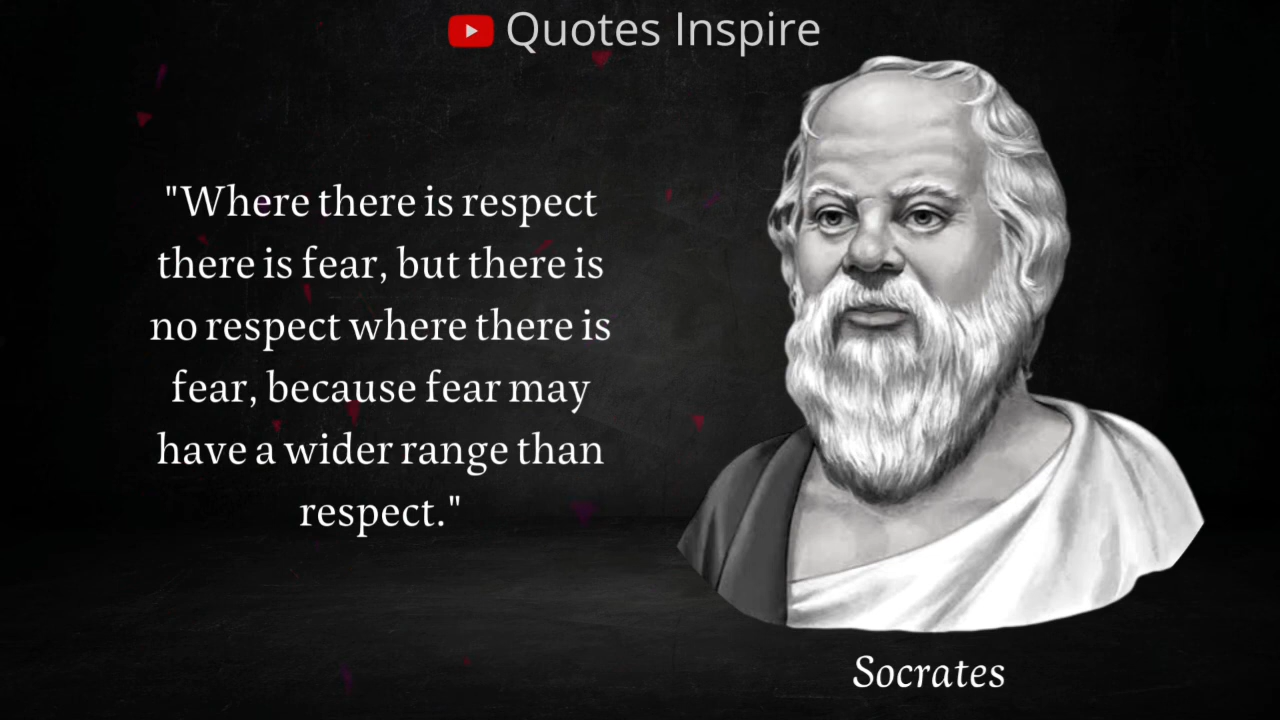 Quotes Inspire
"Where there is respect
there is fear, but there is
no respect where there is
fear, because fear may
have a wider range than
respect."
Socrates